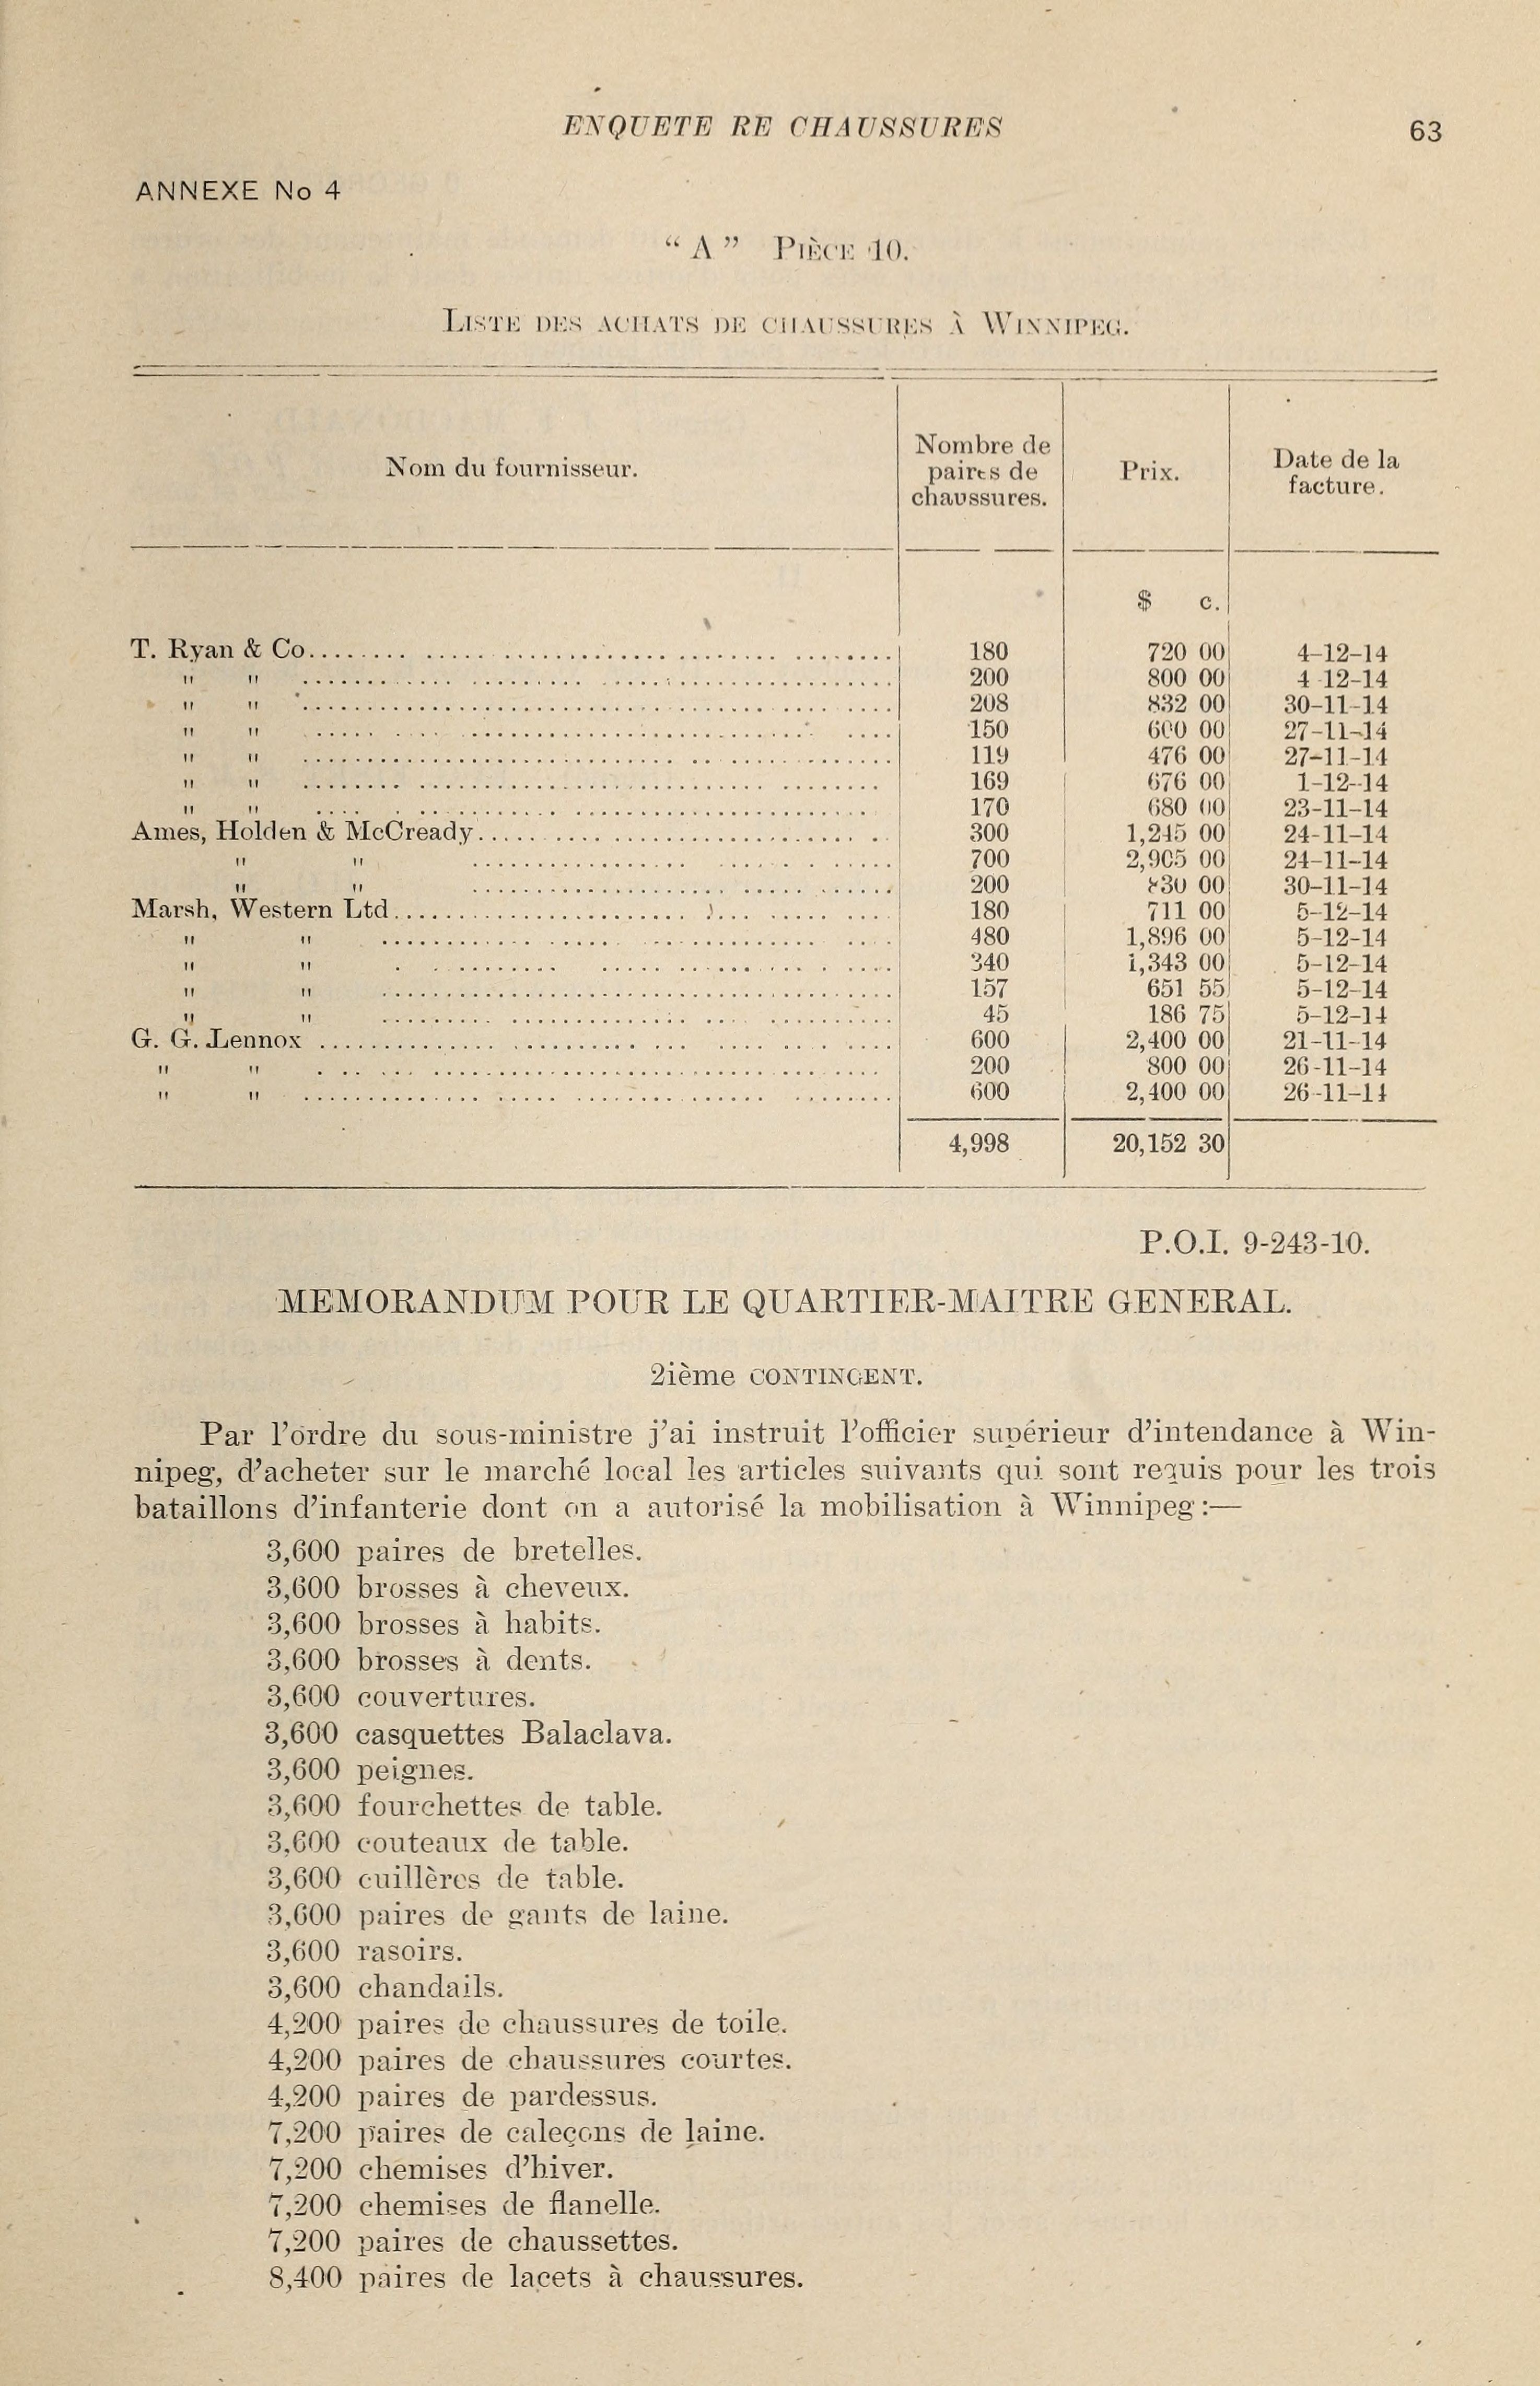 ENQUETE RE CHAUSSURES 63
ANNEXE No 4
“ A ” PIÈCE 10.
LISTE DES ACHATS DE CHAUSSURES À WINNIPEG.
Nom du fournisseur. Nombre de paires de chaussures. Prix. Date de la facture.
$ c.
T. Ryan & Co. 180 720 00 4-12-14
" " 200 800 00 4 12-14
" " 208 832 00 30-11-14
" " 150 600 00 27-11-14
" " 119 476 00 27-11-14
" " 169 676 00 1-12-14
" " 170 680 00 23-11-14
Ames, Holden & McCready 300 1,245 00 24-11-14
" " 700 2,905 00 24-11-14
" " 200 830 00 30-11-14
Marsh, Western Ltd. 180 711 00 5-12-14
" " 480 1,896 00 5-12-14
" " 340 1,343 00 5-12-14
" " 157 651 55 5-12-14
" " 45 186 75 5-12-14
G. G. Lennox 600 2,400 00 21-11-14
" " 200 800 00 26-11-14
" " 600 2,400 00 26-11-14
4,998 20,152 30
P.O.I. 9-243-10.
MEMORANDUM POUR LE QUARTIER-MAITRE GENERAL.
2ième CONTINGENT.
Par l’ordre du sous-ministre j’ai instruit l’officier supérieur d’intendance à Win-
nipeg, d’acheter sur le marché local les articles suivants qui sont requis pour les trois
bataillons d’infanterie dont on a autorisé la mobilisation à Winnipeg:—
3,600 paires de bretelles.
3,600 brosses à cheveux.
3,600 brosses à habits.
3,600 brosses à dents.
3,600 couvertures.
3,600 casquettes Balaclava.
3,600 peignes.
3,600 fourchettes de table.
3,600 couteaux de table.
3,600 cuillères de table.
3,600 paires de gants de laine.
3,600 rasoirs.
3,600 chandails.
4,200 paires de chaussures de toile.
4,200 paires de chaussures courtes.
4,200 paires de pardessus.
7,200 paires de caleçons de laine.
7,200 chemises d’hiver.
7,200 chemises de flanelle.
7,200 paires de chaussettes.
8,400 paires de lacets à chaussures.